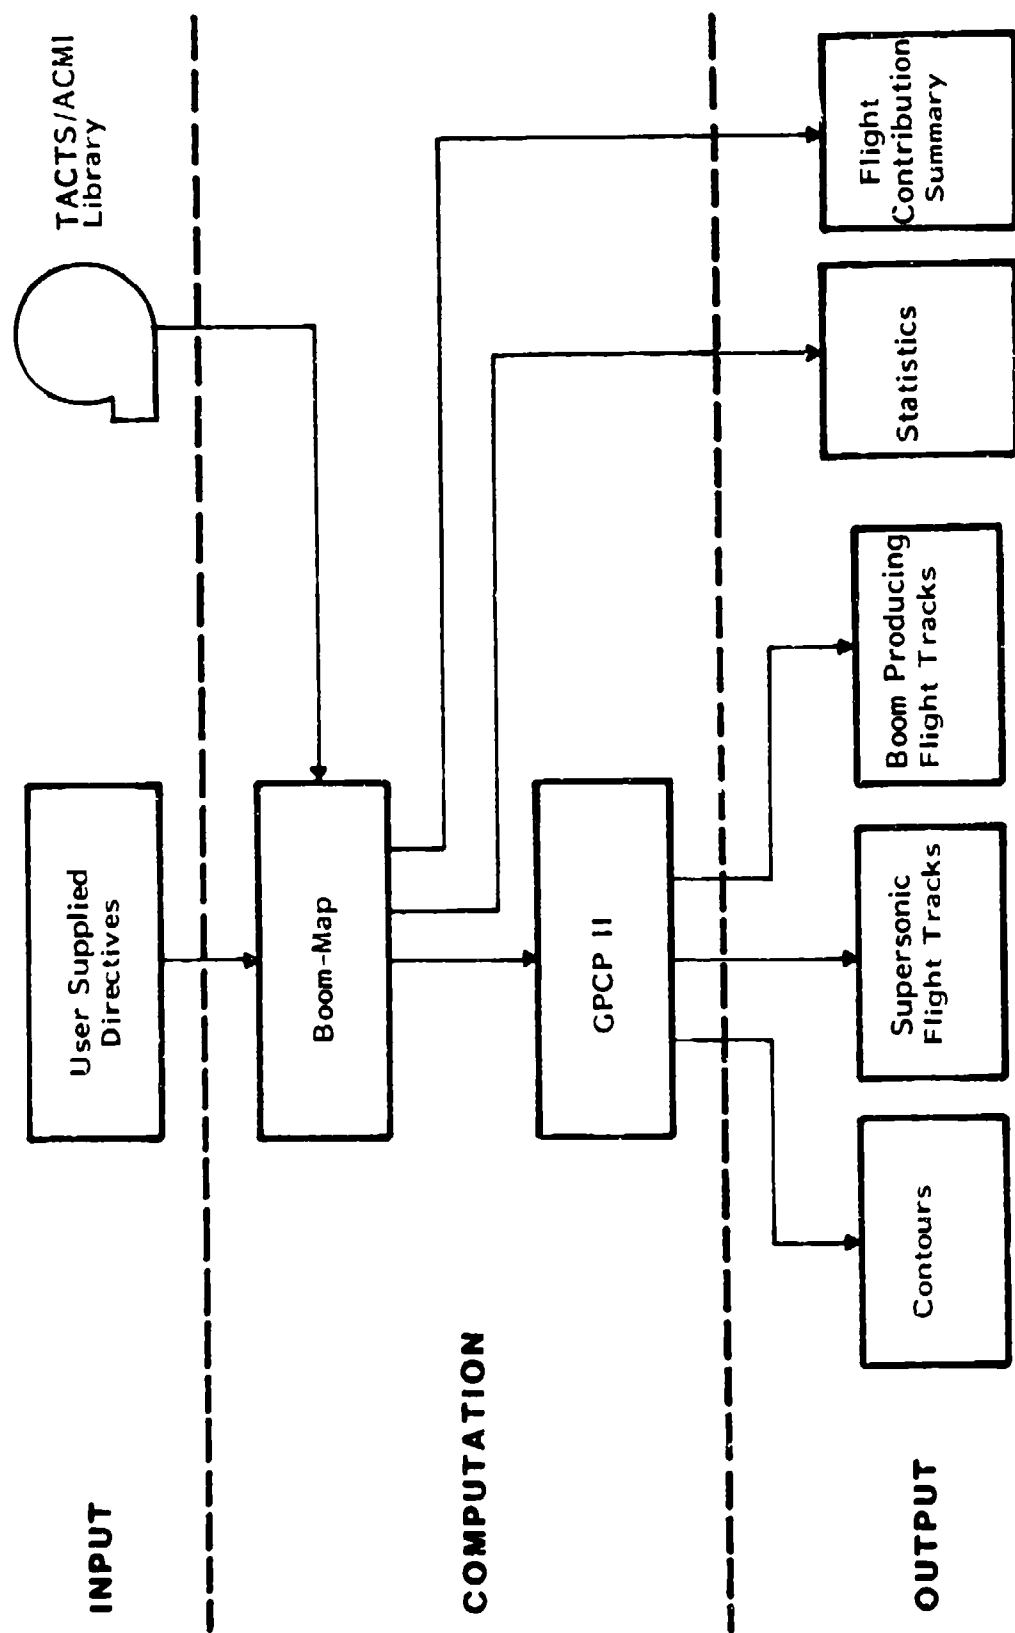 INPUT
User Supplied
Directives
TACTS/ACMI
Library
COMPUTATION
Boom-Map
GPCP II
OUTPUT
Contours
Supersonic
Flight Tracks
Boom Producing
Flight Tracks
Statistics
Flight
Contribution
Summary